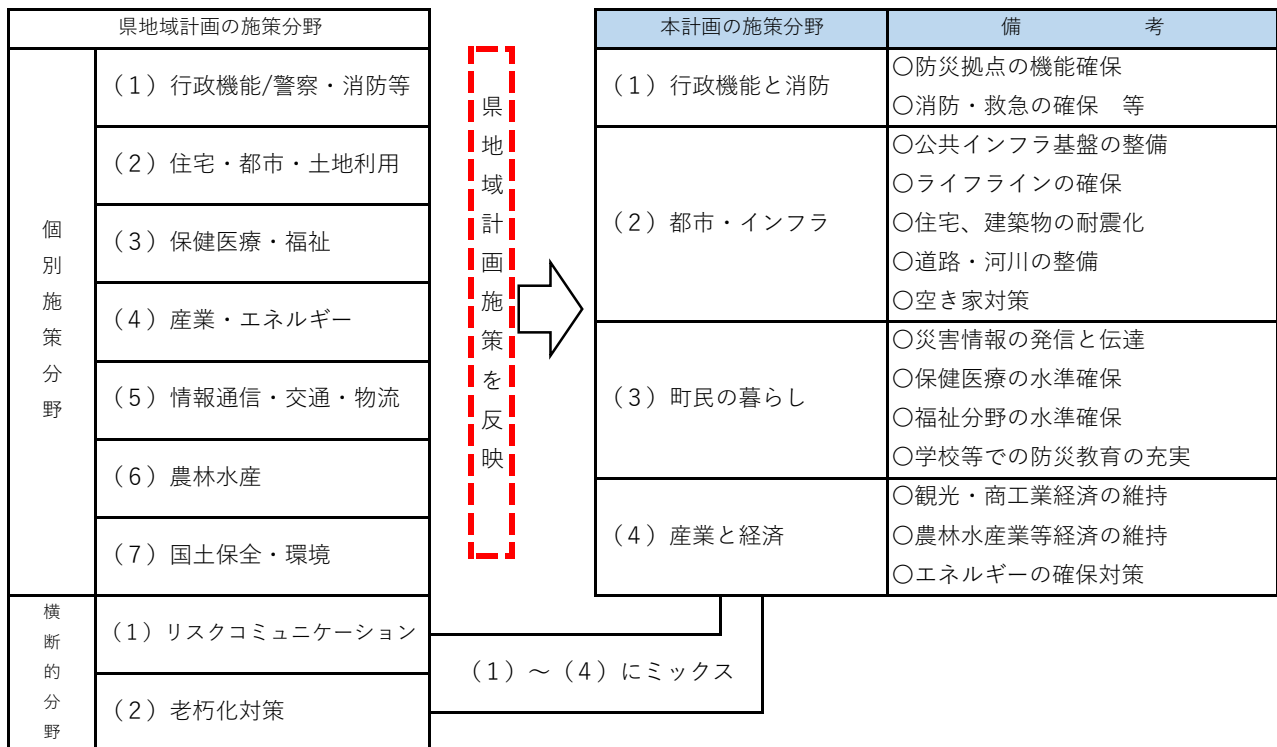 県地域計画の施策分野
個別施策分野
（1）行政機能/警察・消防等
（2）住宅・都市・土地利用
（3）保健医療・福祉
（4）産業・エネルギー
（5）情報通信・交通・物流
（6）農林水産
（7）国土保全・環境
横断的分野
（1）リスクコミュニケーション
（2）老朽化対策
県地域計画施策を反映
（1）～（4）にミックス
本計画の施策分野
備　考
（1）行政機能と消防
〇防災拠点の機能確保
〇消防・救急の確保　等
（2）都市・インフラ
〇公共インフラ基盤の整備
〇ライフラインの確保
〇住宅、建築物の耐震化
〇道路・河川の整備
〇空き家対策
（3）町民の暮らし
〇災害情報の発信と伝達
〇保健医療の水準確保
〇福祉分野の水準確保
〇学校等での防災教育の充実
（4）産業と経済
〇観光・商工業経済の維持
〇農林水産業等経済の維持
〇エネルギーの確保対策